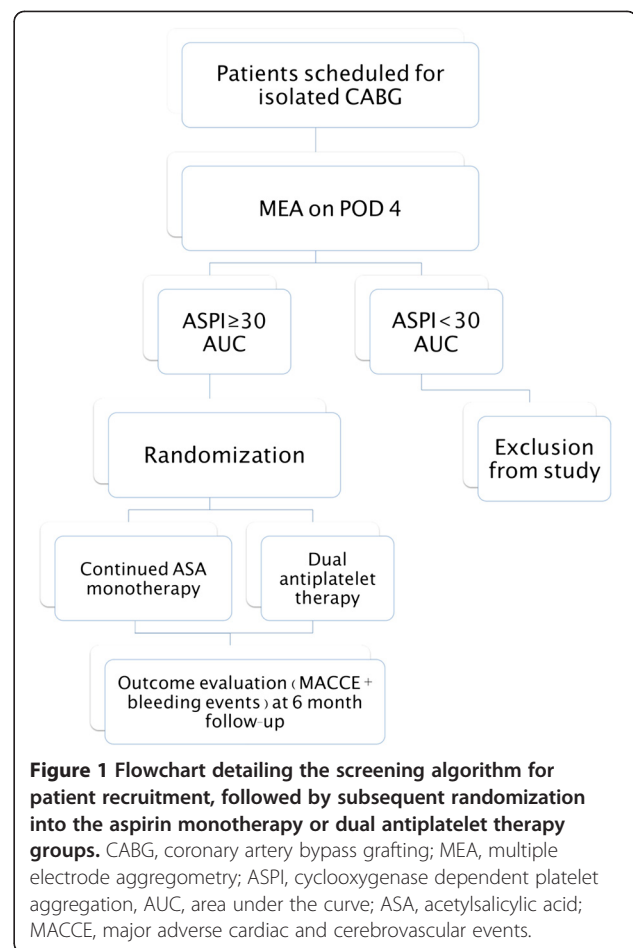 Patients scheduled for
isolated CABG
MEA on POD 4
ASPI≥30
AUC
ASPI<30
AUC
Randomization
Exclusion
from study
Continued ASA
monotherapy
Dual
antiplatelet
therapy
Outcome evaluation (MACCE +
bleeding events) at 6 month
follow-up
Figure 1 Flowchart detailing the screening algorithm for
patient recruitment, followed by subsequent randomization
into the aspirin monotherapy or dual antiplatelet therapy
groups. CABG, coronary artery bypass grafting; MEA, multiple
electrode aggregometry; ASPI, cyclooxygenase dependent platelet
aggregation, AUC, area under the curve; ASA, acetylsalicylic acid;
MACCE, major adverse cardiac and cerebrovascular events.